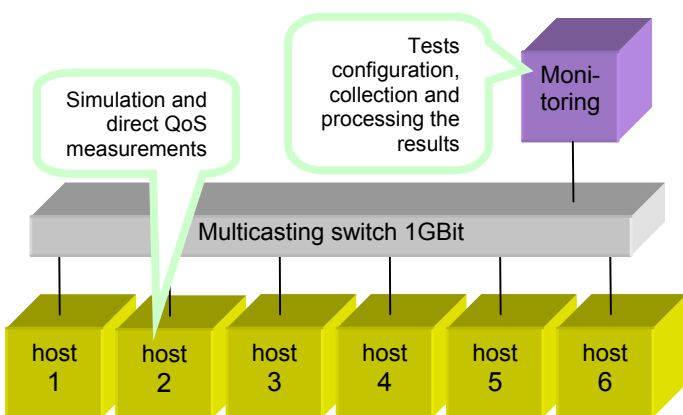 Simulation and
direct QoS
measurements
Tests
configuration,
collection and
processing the
results
Moni-
toring
Multicasting switch 1GBit
host
1
host
2
host
3
host
4
host
5
host
6